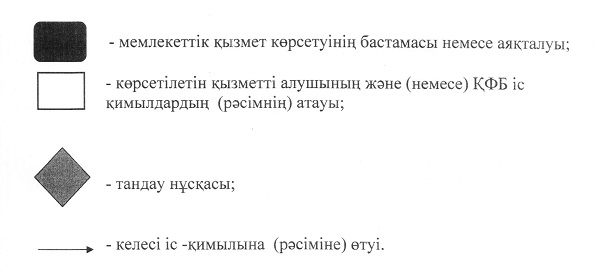 - мемлекеттік қызмет көрсетуінің бастамасы немесе аяқталуы;
- көрсетілетін қызметті алушының және (немесе) ҚФБ іс
қимылдардың (рәсімнің) атауы;
- тандау нұсқасы;
- келесі іс -қимылына (рәсіміне) өтуі.